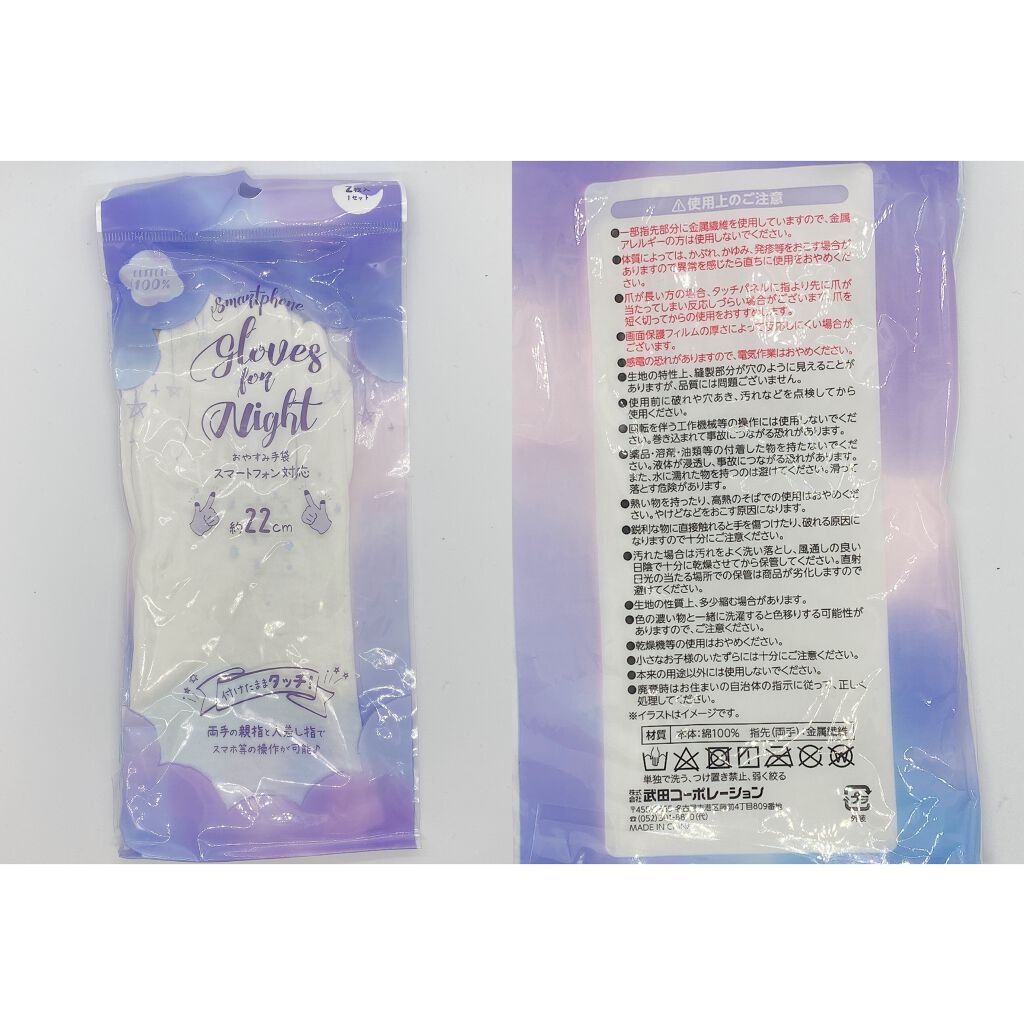 2枚入
1セット
COTTON
100%
Smartphone
Gloves
for
Night
おやすみ手袋
スマートフォン対応
約22cm
付けたままタッチ!
両手の親指と人差し指で
スマホ等の操作が可能♪
⚠使用上のご注意
●一部指先部分に金属繊維を使用していますので、金属
アレルギーの方は使用しないでください。
●体質によっては、かぶれ、かゆみ、発疹等をおこす場合が
ありますので異常を感じたら直ちに使用をおやめくださ
い。
●爪が長い方の場合、タッチパネルに指より先に爪が
当たってしまい反応しづらい場合がございます。爪を
短く切ってからの使用をおすすめします。
●画面保護フィルムの厚さによって反応しにくい場合が
ございます。
●感電の恐れがありますので、電気作業はおやめください。
●生地の特性上、縫製部分が穴のように見えることが
ありますが、品質には問題ございません。
●使用前に破れや穴あき、汚れなどを点検してから
使用ください。
●回転を伴う工作機械等の操作には使用しないでくだ
さい。巻き込まれて事故につながる恐れがあります。
●薬品・溶剤・油類等の付着した物を持たないでくだ
さい。液体が浸透し、事故につながる恐れがあります。
また、水に濡れた物を持つのは避けてください。滑って
落とす危険があります。
●熱い物を持ったり、高熱のそばでの使用はおやめくだ
さい。やけどなどをおこす原因になります。
●鋭利な物に直接触れると手を傷つけたり、破れる原因に
なりますので十分にご注意ください。
●汚れた場合は汚れをよく洗い落とし、風通しの良い
日陰で十分に乾燥させてから保管してください。直射
日光の当たる場所での保管は商品が劣化しますので
避けてください。
●生地の性質上、多少縮む場合があります。
●色の濃い物と一緒に洗濯すると色移りする可能性が
ありますので、ご注意ください。
●乾燥機等の使用はおやめください。
●小さなお子様のいたずらには十分にご注意ください。
●本来の用途以外には使用しないでください。
●廃棄時はお住まいの自治体の指示に従って、正しく
処理してください。
※イラストはイメージです。
材質 本体:綿100% 指先(両手):金属繊維
単独で洗う、つけ置き禁止、弱く絞る
株式会社 武田コーポレーション
名古屋市港区藤前4丁目809番地
MADE IN CHINA
プラ
外装